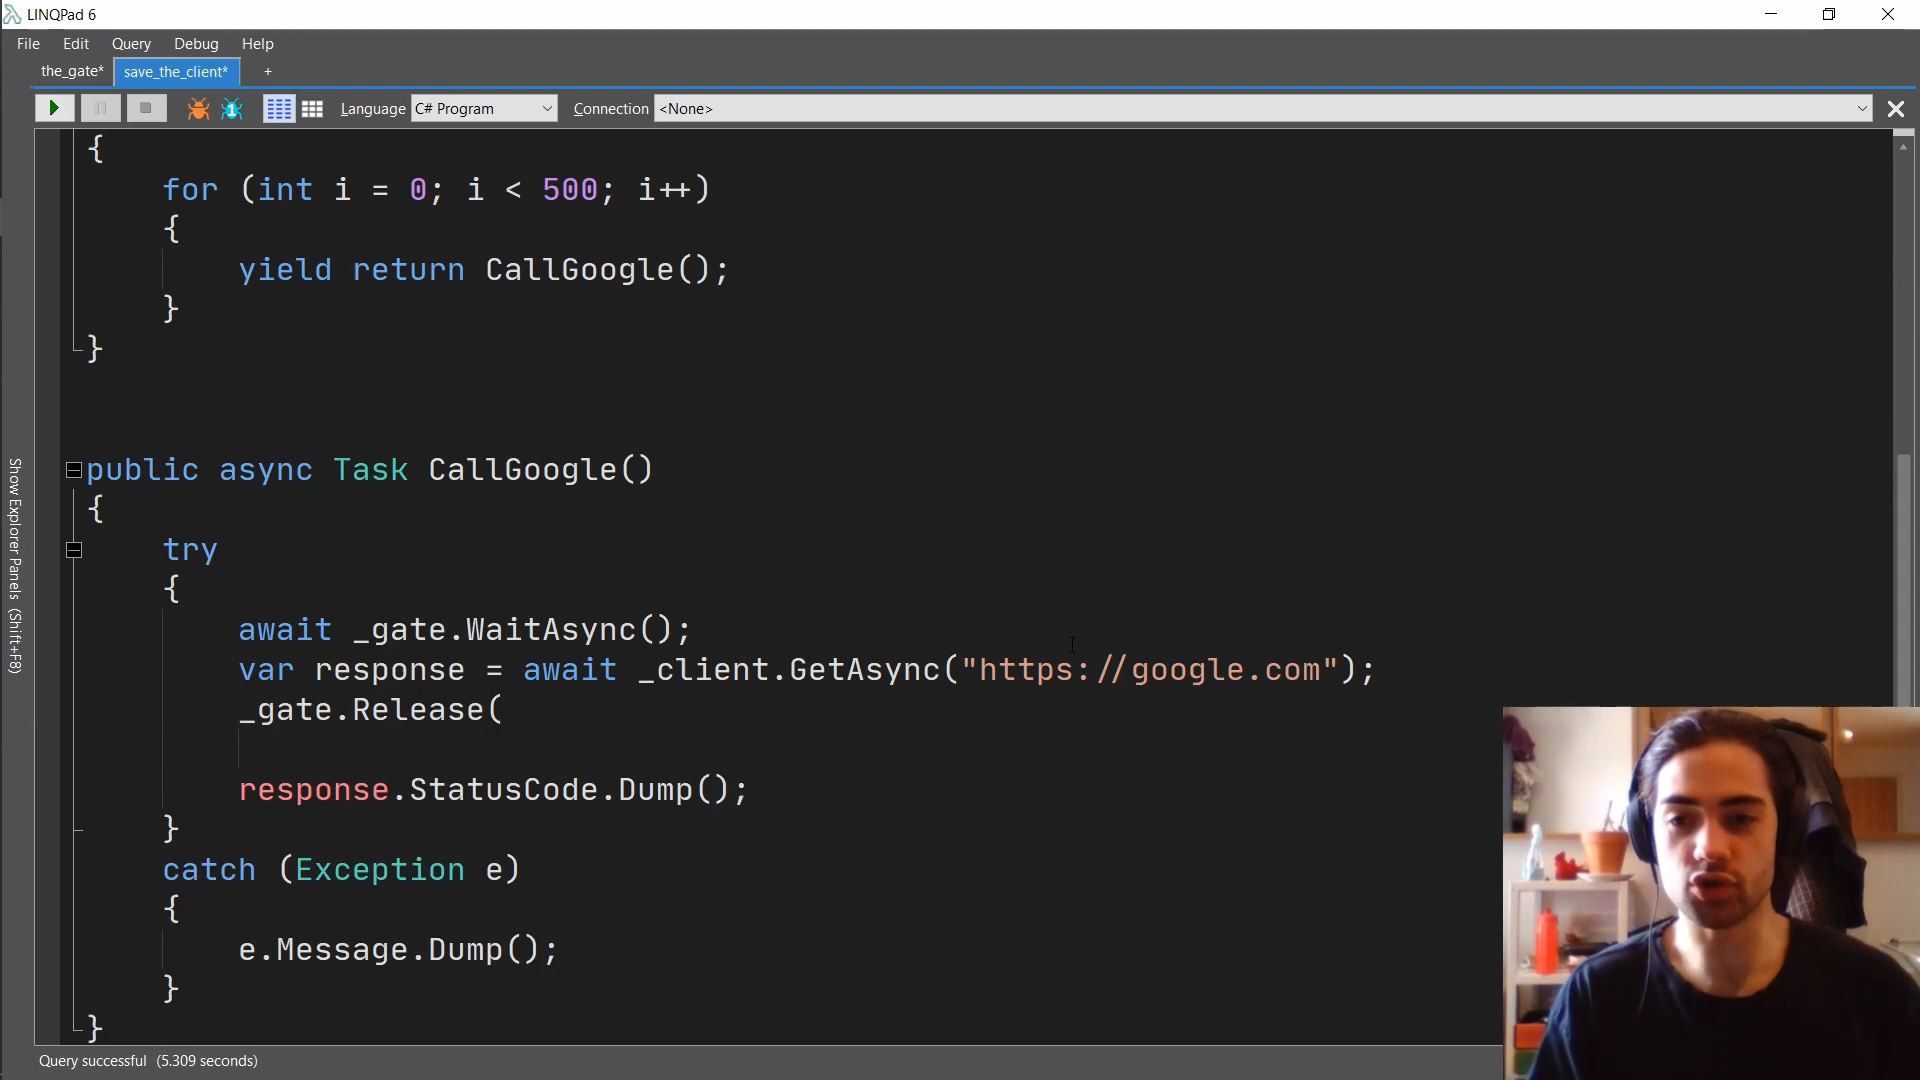 LINQPad 6
File Edit Query Debug Help
the_gate* save_the_client* +
1 Language C# Program Connection <None>
{
for (int i = 0; i < 500; i++)
{
yield return CallGoogle();
}
}
public async Task CallGoogle()
{
try
{
await _gate.WaitAsync();
var response = await _client.GetAsync("https://google.com");
_gate.Release(
response.StatusCode.Dump();
}
catch (Exception e)
{
e.Message.Dump();
}
}
Show Explorer Panels (Shift+F8)
Query successful (5.309 seconds)